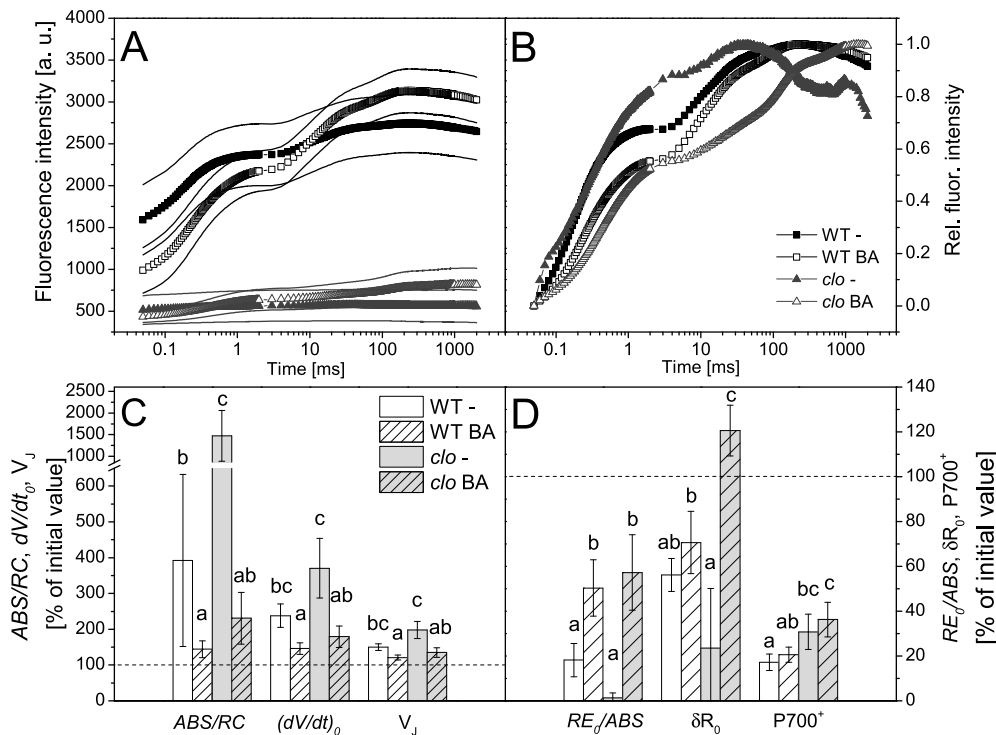 A
Fluorescence intensity [a. u.]
4000
3500
3000
2500
2000
1500
1000
500
0.1
1
10
100
1000
Time [ms]
B
Rel. fluor. intensity
1.0
0.8
0.6
0.4
0.2
0.0
WT -
WT BA
clo -
clo BA
0.1
1
10
100
1000
Time [ms]
C
ABS/RC, dV/dt₀, V_J
[% of initial value]
2500
2000
1500
1000
500
400
300
200
100
0
WT -
WT BA
clo -
clo BA
b
a
c
ab
bc
a
c
ab
bc
a
c
ab
ABS/RC
(dV/dt)₀
V_J
D
RE₀/ABS, δR₀, P700⁺
[% of initial value]
140
120
100
80
60
40
20
0
a
b
a
b
ab
b
a
c
a
ab
bc
c
RE₀/ABS
δR₀
P700⁺